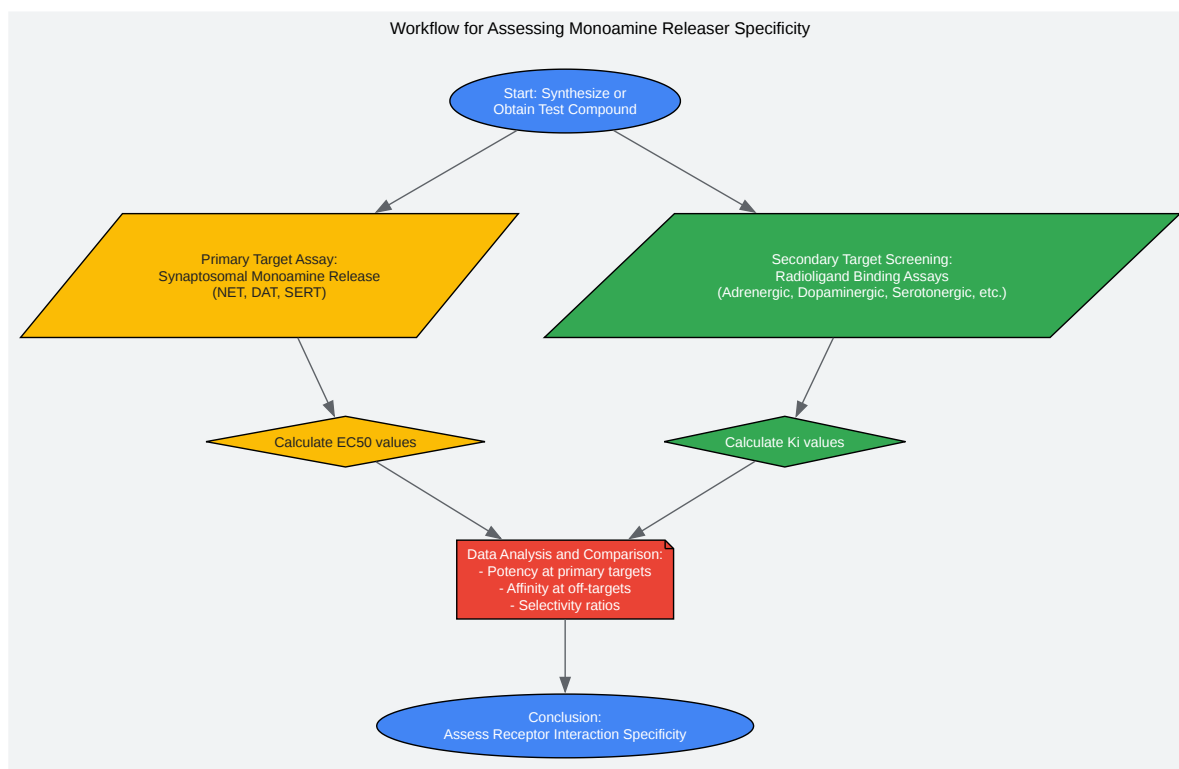 Workflow for Assessing Monoamine Releaser Specificity
Start: Synthesize or
Obtain Test Compound
Primary Target Assay:
Synaptosomal Monoamine Release
(NET, DAT, SERT)
Secondary Target Screening:
Radioligand Binding Assays
(Adrenergic, Dopaminergic, Serotonergic, etc.)
Calculate EC50 values
Calculate Ki values
Data Analysis and Comparison:
- Potency at primary targets
- Affinity at off-targets
- Selectivity ratios
Conclusion:
Assess Receptor Interaction Specificity